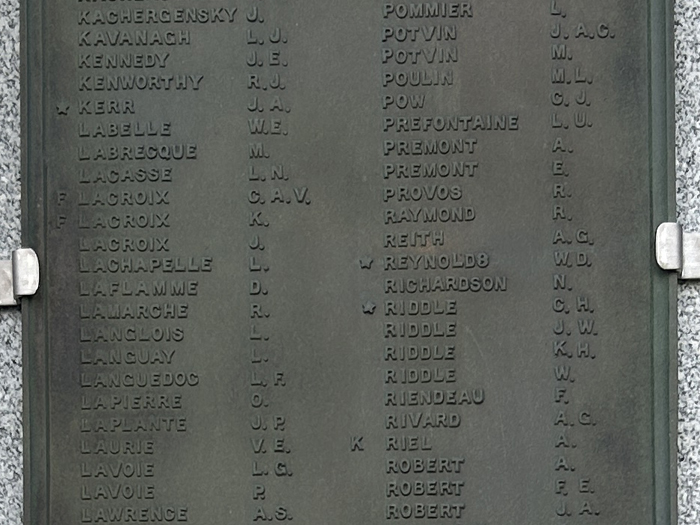 KACHERGENSKY J.
KAVANAGH L. J.
KENNEDY J. E.
KENWORTHY R. J.
★ KERR J. A.
LABELLE W. E.
LABRECQUE M.
LACASSE L. N.
F LACROIX C. A. V.
F LACROIX K.
LACROIX J.
LACHAPELLE L.
LAFLAMME D.
LAMARCHE R.
LANGLOIS L.
LANGUAY L.
LANGUEDOC L. F.
LAPIERRE O.
LAPLANTE J. P.
LAURIE V. E.
LAVOIE L. G.
LAVOIE P.
LAWRENCE A. S.
POMMIER L.
POTVIN J. A. C.
POTVIN M.
POULIN M. L.
POW C. J.
PREFONTAINE L. U.
PREMONT A.
PREMONT E.
PROVOS R.
RAYMOND R.
REITH A. G.
★ REYNOLDS W. D.
RICHARDSON N.
★ RIDDLE C. H.
RIDDLE J. W.
RIDDLE K. H.
RIDDLE W.
RIENDEAU F.
RIVARD A. G.
K RIEL A.
ROBERT A.
ROBERT F. E.
ROBERT J. A.